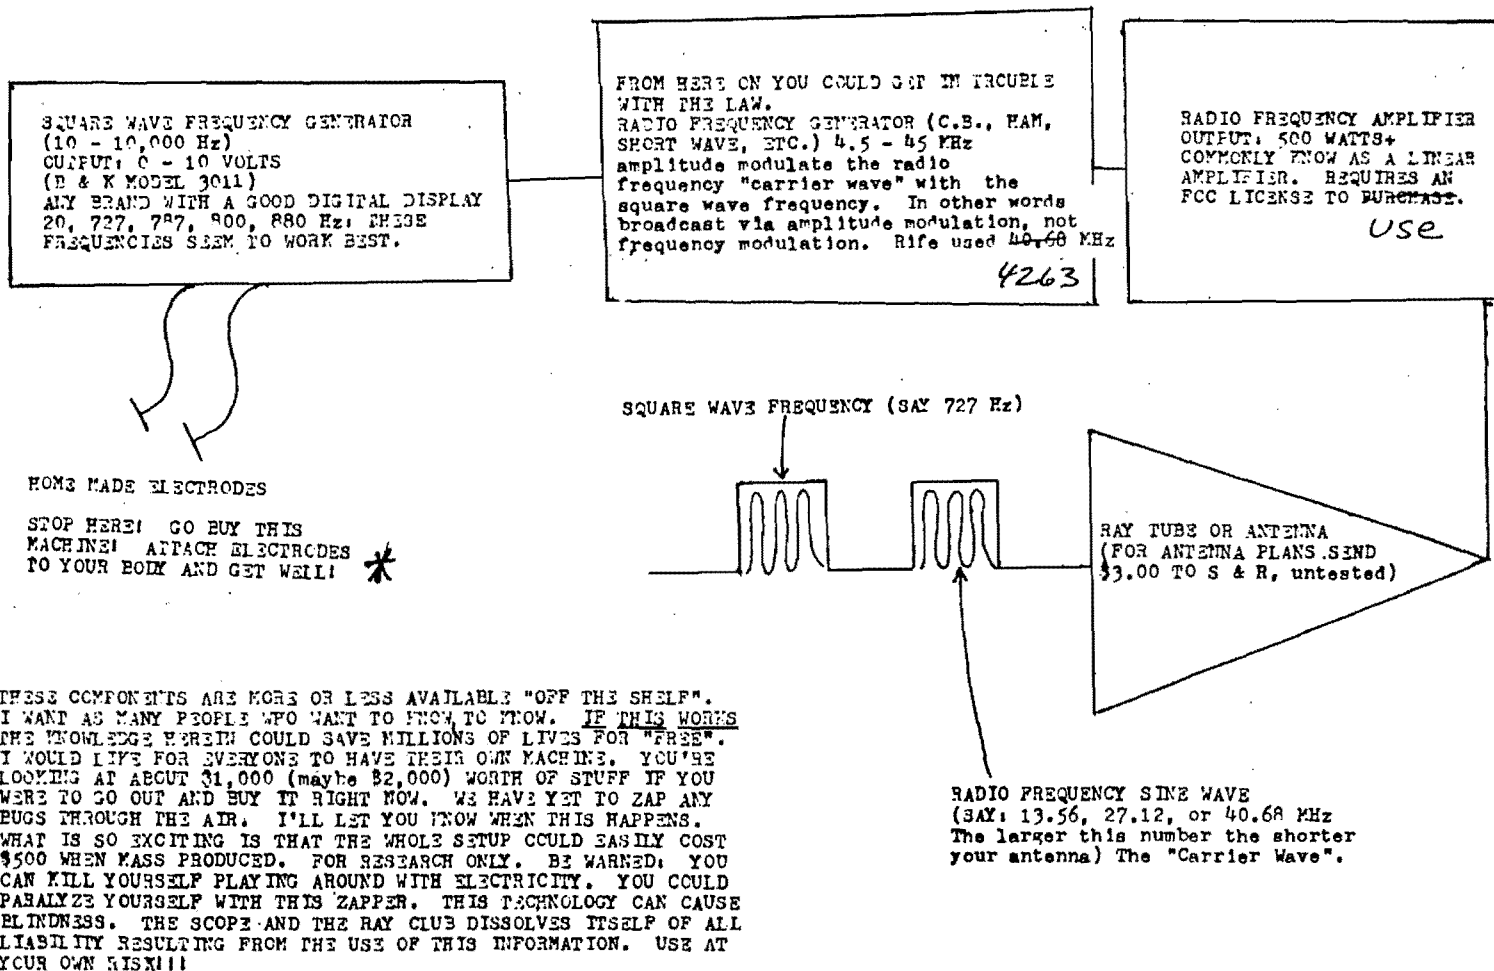 SQUARE WAVE FREQUENCY GENERATOR
(10 - 10,000 Hz)
OUTPUT: 0 - 10 VOLTS
(B & K MODEL 3011)
ANY BRAND WITH A GOOD DIGITAL DISPLAY
20, 727, 787, 800, 880 Hz: THESE
FREQUENCIES SEEM TO WORK BEST.
FROM HERE ON YOU COULD GET IN TROUBLE
WITH THE LAW.
RADIO FREQUENCY GENERATOR (C.B., HAM,
SHORT WAVE, ETC.) 4.5 - 45 MHz
amplitude modulate the radio
frequency "carrier wave" with the
square wave frequency. In other words
broadcast via amplitude modulation, not
frequency modulation. Rife used 40.68 MHz
4263
RADIO FREQUENCY AMPLIFIER
OUTPUT: 500 WATTS+
COMMONLY KNOW AS A LINEAR
AMPLIFIER. REQUIRES AN
FCC LICENSE TO PURCHASE.
USE
HOME MADE ELECTRODES
STOP HERE! GO BUY THIS
MACHINE! ATTACH ELECTRODES
TO YOUR BODY AND GET WELL! *
SQUARE WAVE FREQUENCY (SAY 727 Hz)
RAY TUBE OR ANTENNA
(FOR ANTENNA PLANS SEND
$3.00 TO S & R, untested)
THESE COMPONENTS ARE MORE OR LESS AVAILABLE "OFF THE SHELF".
I WANT AS MANY PEOPLE WHO WANT TO KNOW, TO KNOW. IF THIS WORKS
THE KNOWLEDGE HEREIN COULD SAVE MILLIONS OF LIVES FOR "FREE".
I WOULD LIKE FOR EVERYONE TO HAVE THEIR OWN MACHINE. YOU'RE
LOOKING AT ABOUT $1,000 (maybe $2,000) WORTH OF STUFF IF YOU
WERE TO GO OUT AND BUY IT RIGHT NOW. WE HAVE YET TO ZAP ANY
BUGS THROUGH THE AIR. I'LL LET YOU KNOW WHEN THIS HAPPENS.
WHAT IS SO EXCITING IS THAT THE WHOLE SETUP COULD EASILY COST
$500 WHEN MASS PRODUCED. FOR RESEARCH ONLY. BE WARNED: YOU
CAN KILL YOURSELF PLAYING AROUND WITH ELECTRICITY. YOU COULD
PARALYZE YOURSELF WITH THIS ZAPPER. THIS TECHNOLOGY CAN CAUSE
BLINDNESS. THE SCOPE AND THE RAY CLUB DISSOLVES ITSELF OF ALL
LIABILITY RESULTING FROM THE USE OF THIS INFORMATION. USE AT
YOUR OWN RISK!!!
RADIO FREQUENCY SINE WAVE
(SAY: 13.56, 27.12, or 40.68 MHz
The larger this number the shorter
your antenna) The "Carrier Wave".